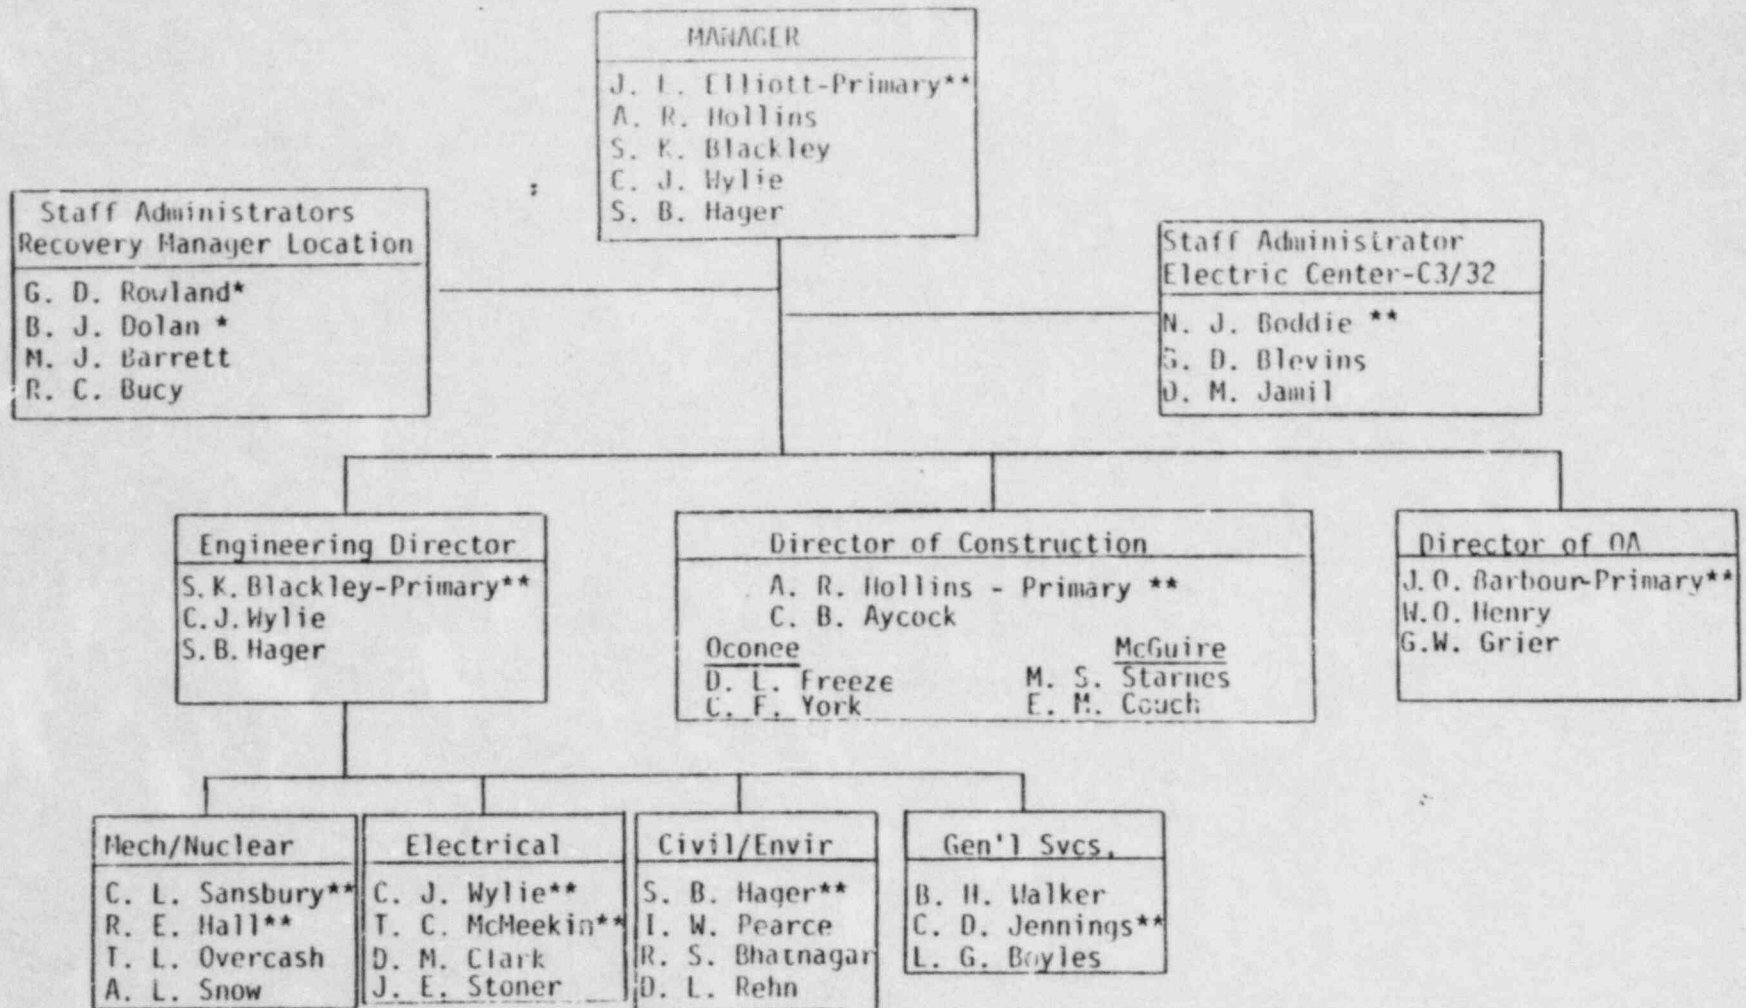 MANAGER
J. L. Elliott-Primary**
A. R. Hollins
S. K. Blackley
C. J. Wylie
S. B. Hager
Staff Administrators
Recovery Manager Location
G. D. Rowland*
B. J. Dolan *
M. J. Barrett
R. C. Bucy
Staff Administrator
Electric Center-C3/32
N. J. Boddie **
G. D. Blevins
D. M. Jamil
Engineering Director
S.K. Blackley-Primary**
C.J. Wylie
S.B. Hager
Director of Construction
A. R. Hollins - Primary **
C. B. Aycock
Oconee McGuire
D. L. Freeze M. S. Starnes
C. F. York E. M. Couch
Director of QA
J.O. Barbour-Primary**
W.O. Henry
G.W. Grier
Mech/Nuclear
C. L. Sansbury**
R. E. Hall**
T. L. Overcash
A. L. Snow
Electrical
C. J. Wylie**
T. C. McMeekin**
D. M. Clark
J. E. Stoner
Civil/Envir
S. B. Hager**
I. W. Pearce
R. S. Bhatnagar
D. L. Rehn
Gen'l Svcs.
B. H. Walker
C. D. Jennings**
L. G. Boyles